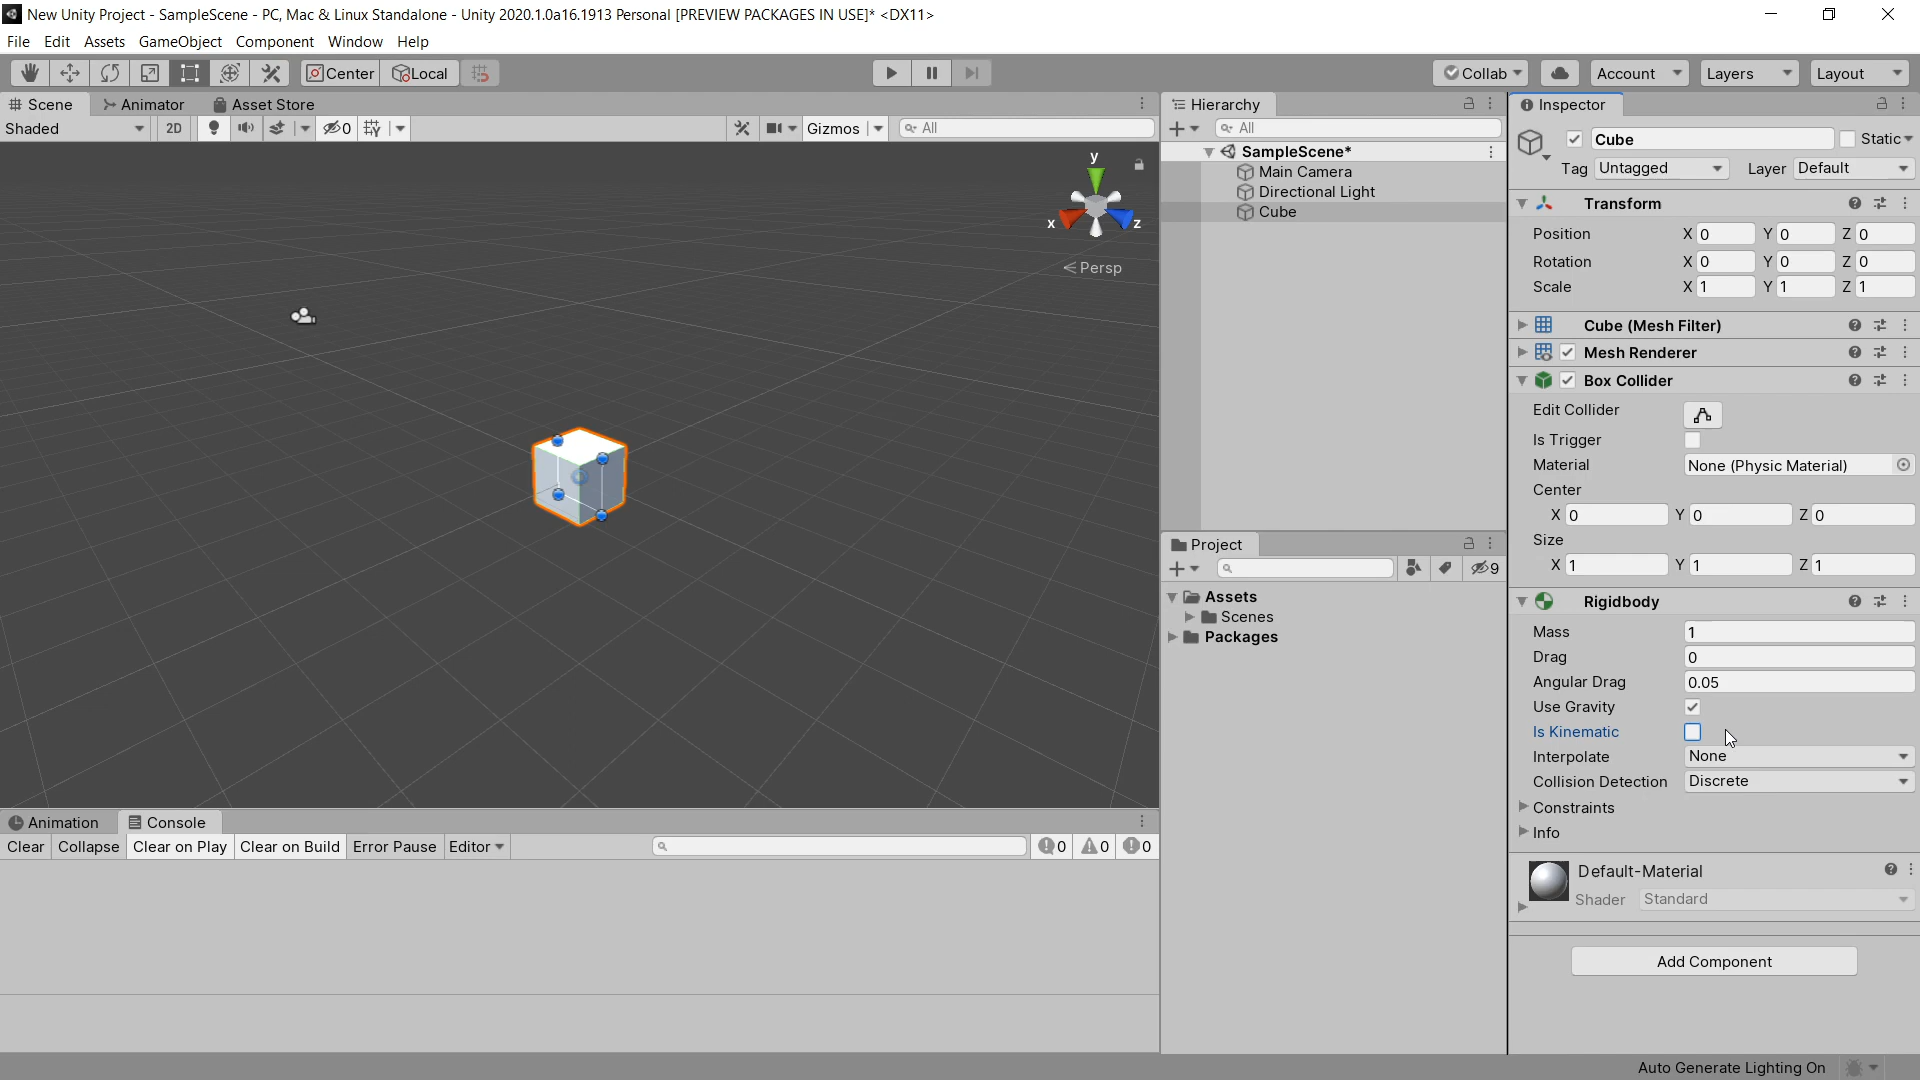 New Unity Project - SampleScene - PC, Mac & Linux Standalone - Unity 2020.1.0a16.1913 Personal [PREVIEW PACKAGES IN USE]* <DX11>
File Edit Assets GameObject Component Window Help
Center Local Collab Account Layers Layout
Scene Animator Asset Store
Shaded 2D 0 Gizmos All
y
x
z
Persp
Hierarchy
All
SampleScene*
Main Camera
Directional Light
Cube
Project
9
Assets
Scenes
Packages
Inspector
Cube Static
Tag Untagged Layer Default
Transform
Position X 0 Y 0 Z 0
Rotation X 0 Y 0 Z 0
Scale X 1 Y 1 Z 1
Cube (Mesh Filter)
Mesh Renderer
Box Collider
Edit Collider
Is Trigger
Material None (Physic Material)
Center
X 0 Y 0 Z 0
Size
X 1 Y 1 Z 1
Rigidbody
Mass 1
Drag 0
Angular Drag 0.05
Use Gravity
Is Kinematic
Interpolate None
Collision Detection Discrete
Constraints
Info
Default-Material
Shader Standard
Add Component
Animation Console
Clear Collapse Clear on Play Clear on Build Error Pause Editor 0 0 0
Auto Generate Lighting On